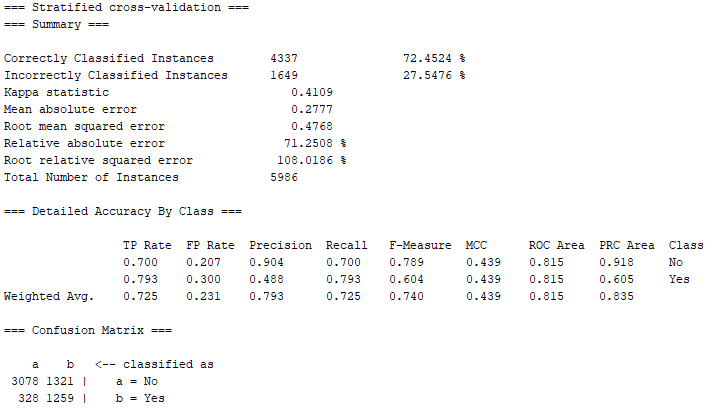 === Stratified cross-validation ===
=== Summary ===
Correctly Classified Instances 4337 72.4524 %
Incorrectly Classified Instances 1649 27.5476 %
Kappa statistic 0.4109
Mean absolute error 0.2777
Root mean squared error 0.4768
Relative absolute error 71.2508 %
Root relative squared error 108.0186 %
Total Number of Instances 5986
=== Detailed Accuracy By Class ===
TP Rate FP Rate Precision Recall F-Measure MCC ROC Area PRC Area Class
0.700 0.207 0.904 0.700 0.789 0.439 0.815 0.918 No
0.793 0.300 0.488 0.793 0.604 0.439 0.815 0.605 Yes
Weighted Avg. 0.725 0.231 0.793 0.725 0.740 0.439 0.815 0.835
=== Confusion Matrix ===
a b <-- classified as
3078 1321 | a = No
328 1259 | b = Yes